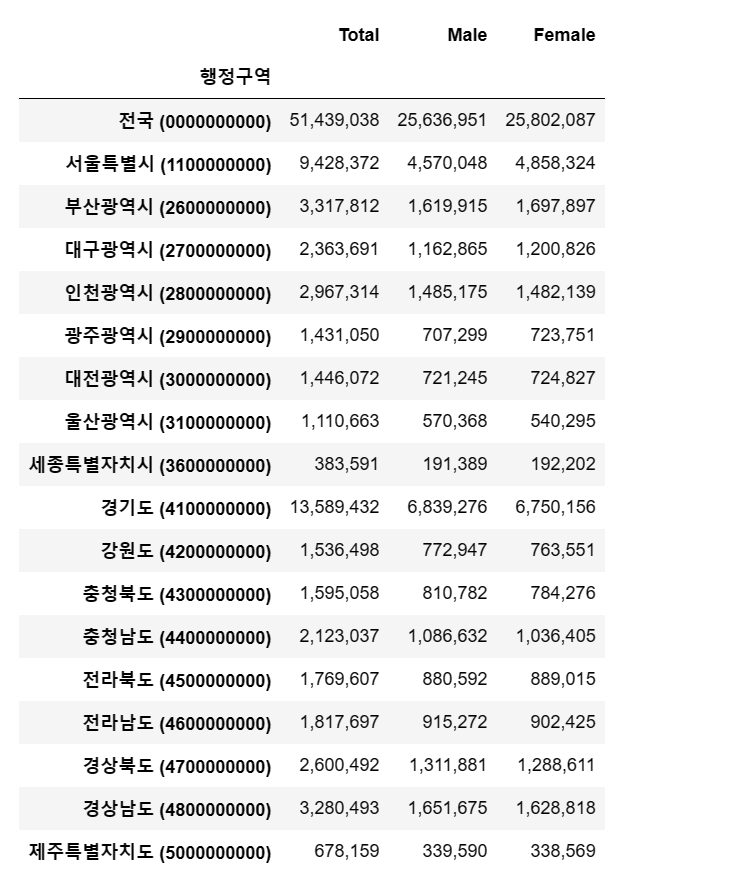 Total Male Female
행정구역
전국 (0000000000) 51,439,038 25,636,951 25,802,087
서울특별시 (1100000000) 9,428,372 4,570,048 4,858,324
부산광역시 (2600000000) 3,317,812 1,619,915 1,697,897
대구광역시 (2700000000) 2,363,691 1,162,865 1,200,826
인천광역시 (2800000000) 2,967,314 1,485,175 1,482,139
광주광역시 (2900000000) 1,431,050 707,299 723,751
대전광역시 (3000000000) 1,446,072 721,245 724,827
울산광역시 (3100000000) 1,110,663 570,368 540,295
세종특별자치시 (3600000000) 383,591 191,389 192,202
경기도 (4100000000) 13,589,432 6,839,276 6,750,156
강원도 (4200000000) 1,536,498 772,947 763,551
충청북도 (4300000000) 1,595,058 810,782 784,276
충청남도 (4400000000) 2,123,037 1,086,632 1,036,405
전라북도 (4500000000) 1,769,607 880,592 889,015
전라남도 (4600000000) 1,817,697 915,272 902,425
경상북도 (4700000000) 2,600,492 1,311,881 1,288,611
경상남도 (4800000000) 3,280,493 1,651,675 1,628,818
제주특별자치도 (5000000000) 678,159 339,590 338,569